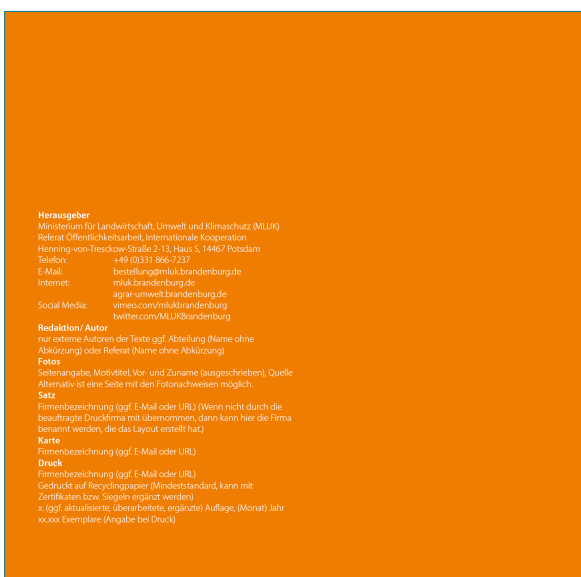 Herausgeber
Ministerium für Landwirtschaft, Umwelt und Klimaschutz (MLUK)
Referat Öffentlichkeitsarbeit, Internationale Kooperation
Henning-von-Tresckow-Straße 2-13, Haus S, 14467 Potsdam
Telefon: +49 (0)331 866-7237
E-Mail: bestellung@mluk.brandenburg.de
Internet: mluk.brandenburg.de
agrar-umwelt.brandenburg.de
Social Media: vimeo.com/mlukbrandenburg
twitter.com/MLUKBrandenburg
Redaktion/ Autor
nur externe Autoren der Texte ggf. Abteilung (Name ohne
Abkürzung) oder Referat (Name ohne Abkürzung)
Fotos
Seitenangabe, Motivtitel, Vor- und Zuname (ausgeschrieben), Quelle
Alternativ ist eine Seite mit den Fotonachweisen möglich.
Satz
Firmenbezeichnung (ggf. E-Mail oder URL) (Wenn nicht durch die
beauftragte Druckfirma mit übernommen, dann kann hier die Firma
benannt werden, die das Layout erstellt hat.)
Karte
Firmenbezeichnung (ggf. E-Mail oder URL)
Druck
Firmenbezeichnung (ggf. E-Mail oder URL)
Gedruckt auf Recyclingpapier (Mindeststandard, kann mit
Zertifikaten bzw. Siegeln ergänzt werden)
x. (ggf. aktualisierte, überarbeitete, ergänzte) Auflage, (Monat) Jahr
xx.xxx Exemplare (Angabe bei Druck)